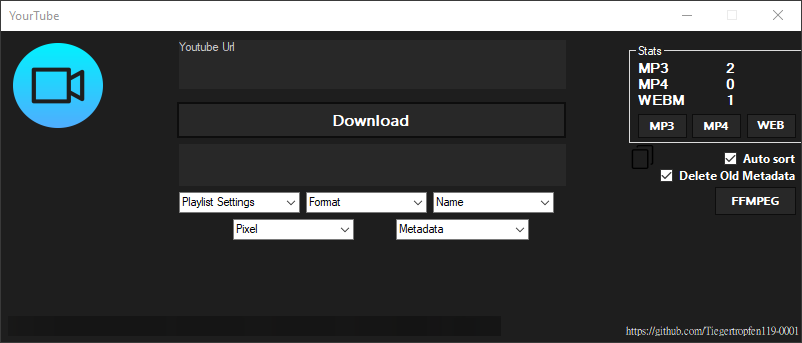 YourTube
Youtube Url
Download
Playlist Settings
Format
Name
Pixel
Metadata
Stats
MP3 2
MP4 0
WEBM 1
MP3 MP4 WEB
Auto sort
Delete Old Metadata
FFMPEG
https://github.com/Tiegertropfen119-0001